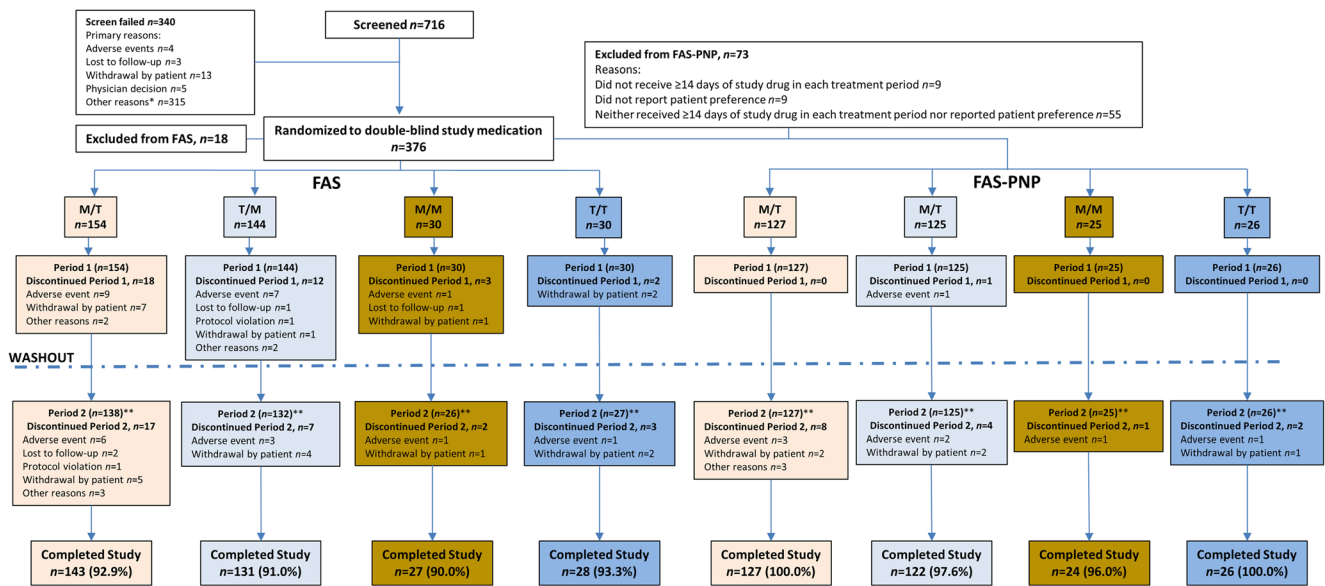 Screen failed n=340
Primary reasons:
Adverse events n=4
Lost to follow-up n=3
Withdrawal by patient n=13
Physician decision n=5
Other reasons* n=315
Screened n=716
Excluded from FAS-PNP, n=73
Reasons:
Did not receive ≥14 days of study drug in each treatment period n=9
Did not report patient preference n=9
Neither received ≥14 days of study drug in each treatment period nor reported patient preference n=55
Excluded from FAS, n=18
Randomized to double-blind study medication
n=376
FAS
FAS-PNP
M/T
n=154
T/M
n=144
M/M
n=30
T/T
n=30
M/T
n=127
M/T
n=125
M/M
n=25
T/T
n=26
Period 1 (n=154)
Discontinued Period 1, n=18
Adverse event n=9
Withdrawal by patient n=7
Other reasons n=2
Period 1 (n=144)
Discontinued Period 1, n=12
Adverse event n=7
Lost to follow-up n=1
Protocol violation n=1
Withdrawal by patient n=1
Other reasons n=2
Period 1 (n=30)
Discontinued Period 1, n=3
Adverse event n=1
Lost to follow-up n=1
Withdrawal by patient n=1
Period 1 (n=30)
Discontinued Period 1, n=2
Withdrawal by patient n=2
Period 1 (n=127)
Discontinued Period 1, n=0
Period 1 (n=125)
Discontinued Period 1, n=1
Adverse event n=1
Period 1 (n=25)
Discontinued Period 1, n=0
Period 1 (n=26)
Discontinued Period 1, n=0
WASHOUT
Period 2 (n=138)**
Discontinued Period 2, n=17
Adverse event n=6
Lost to follow-up n=2
Protocol violation n=1
Withdrawal by patient n=5
Other reasons n=3
Period 2 (n=132)**
Discontinued Period 2, n=7
Adverse event n=3
Withdrawal by patient n=4
Period 2 (n=26)**
Discontinued Period 2, n=2
Adverse event n=1
Withdrawal by patient n=1
Period 2 (n=27)**
Discontinued Period 2, n=3
Adverse event n=1
Withdrawal by patient n=2
Period 2 (n=127)**
Discontinued Period 2, n=8
Adverse event n=3
Withdrawal by patient n=2
Other reasons n=3
Period 2 (n=125)**
Discontinued Period 2, n=4
Adverse event n=2
Withdrawal by patient n=2
Period 2 (n=25)**
Discontinued Period 2, n=1
Adverse event n=1
Period 2 (n=26)**
Discontinued Period 2, n=2
Adverse event n=1
Withdrawal by patient n=1
Completed Study
n=143 (92.9%)
Completed Study
n=131 (91.0%)
Completed Study
n=27 (90.0%)
Completed Study
n=28 (93.3%)
Completed Study
n=127 (100.0%)
Completed Study
n=122 (97.6%)
Completed Study
n=24 (96.0%)
Completed Study
n=26 (100.0%)